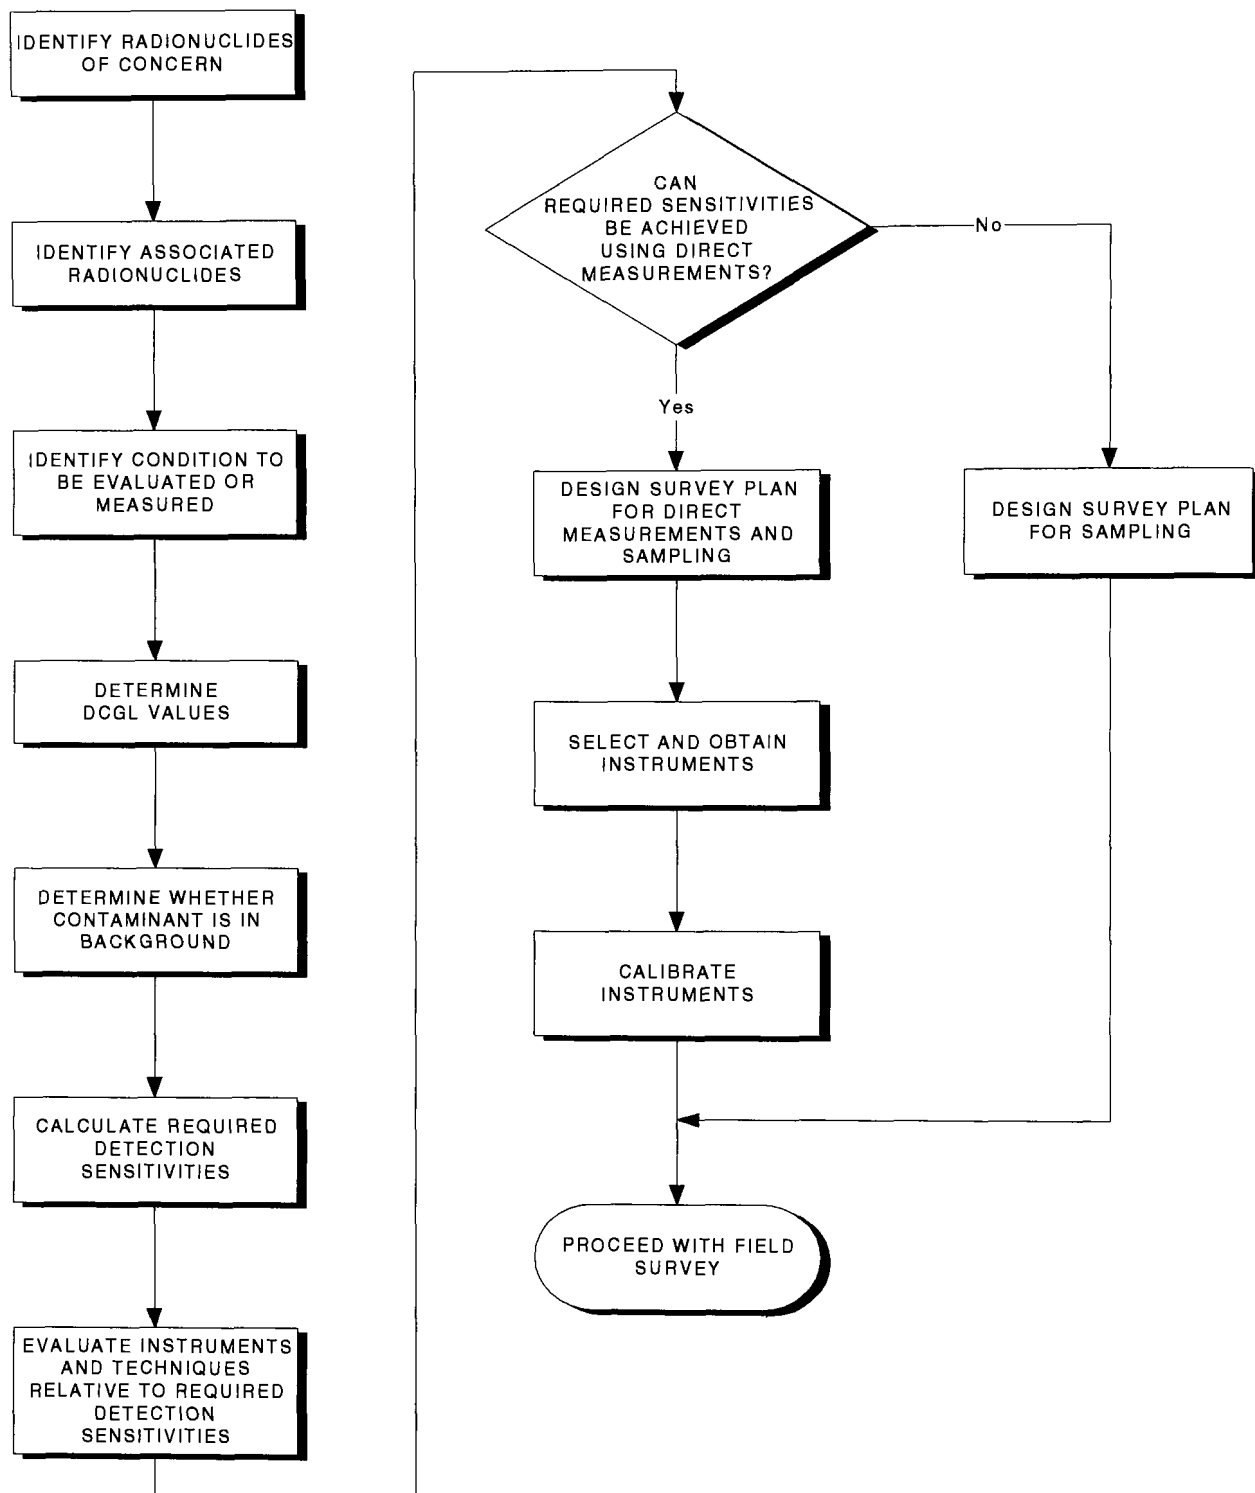 IDENTIFY RADIONUCLIDES
OF CONCERN
IDENTIFY ASSOCIATED
RADIONUCLIDES
IDENTIFY CONDITION TO
BE EVALUATED OR
MEASURED
DETERMINE
DCGL VALUES
DETERMINE WHETHER
CONTAMINANT IS IN
BACKGROUND
CALCULATE REQUIRED
DETECTION
SENSITIVITIES
EVALUATE INSTRUMENTS
AND TECHNIQUES
RELATIVE TO REQUIRED
DETECTION
SENSITIVITIES
CAN
REQUIRED SENSITIVITIES
BE ACHIEVED
USING DIRECT
MEASUREMENTS?
No
Yes
DESIGN SURVEY PLAN
FOR DIRECT
MEASUREMENTS AND
SAMPLING
DESIGN SURVEY PLAN
FOR SAMPLING
SELECT AND OBTAIN
INSTRUMENTS
CALIBRATE
INSTRUMENTS
PROCEED WITH FIELD
SURVEY